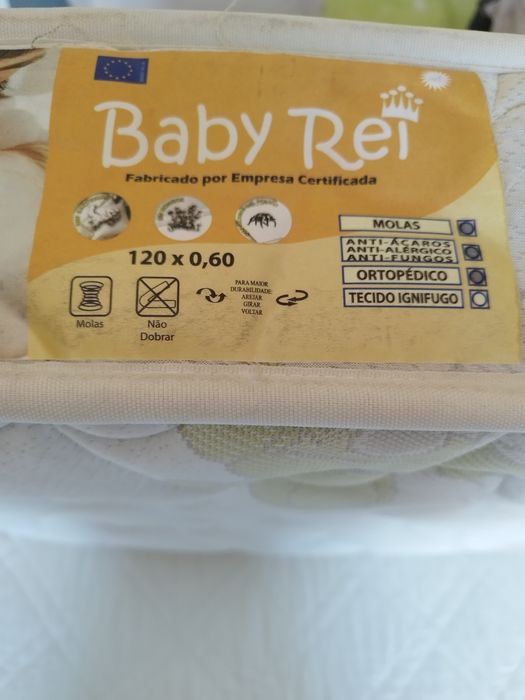 Baby Rei
Fabricado por Empresa Certificada
120 x 0,60
MOLAS
ANTI-ÁCAROS
ANTI-ALÉRGICO
ANTI-FUNGOS
ORTOPÉDICO
TECIDO IGNIFUGO
Molas
Não
Dobrar
PARA MAIOR
DURABILIDADE:
AREJAR
GIRAR
VOLTAR